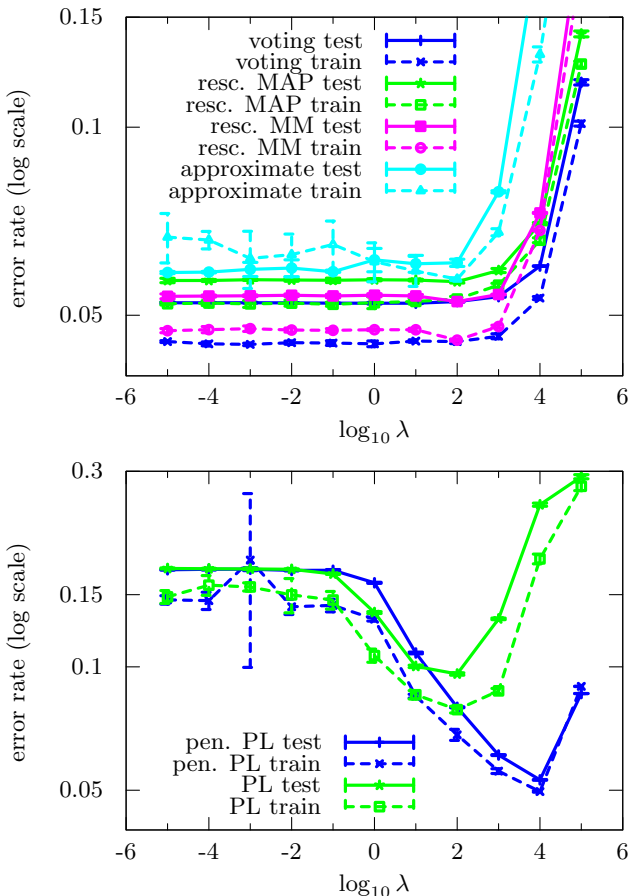 0.15
voting test
voting train
resc. MAP test
resc. MAP train
resc. MM test
resc. MM train
approximate test
approximate train
0.1
0.05
error rate (log scale)
-6 -4 -2 0 2 4 6
log10 λ
0.3
0.15
0.1
0.05
error rate (log scale)
pen. PL test
pen. PL train
PL test
PL train
-6 -4 -2 0 2 4 6
log10 λ